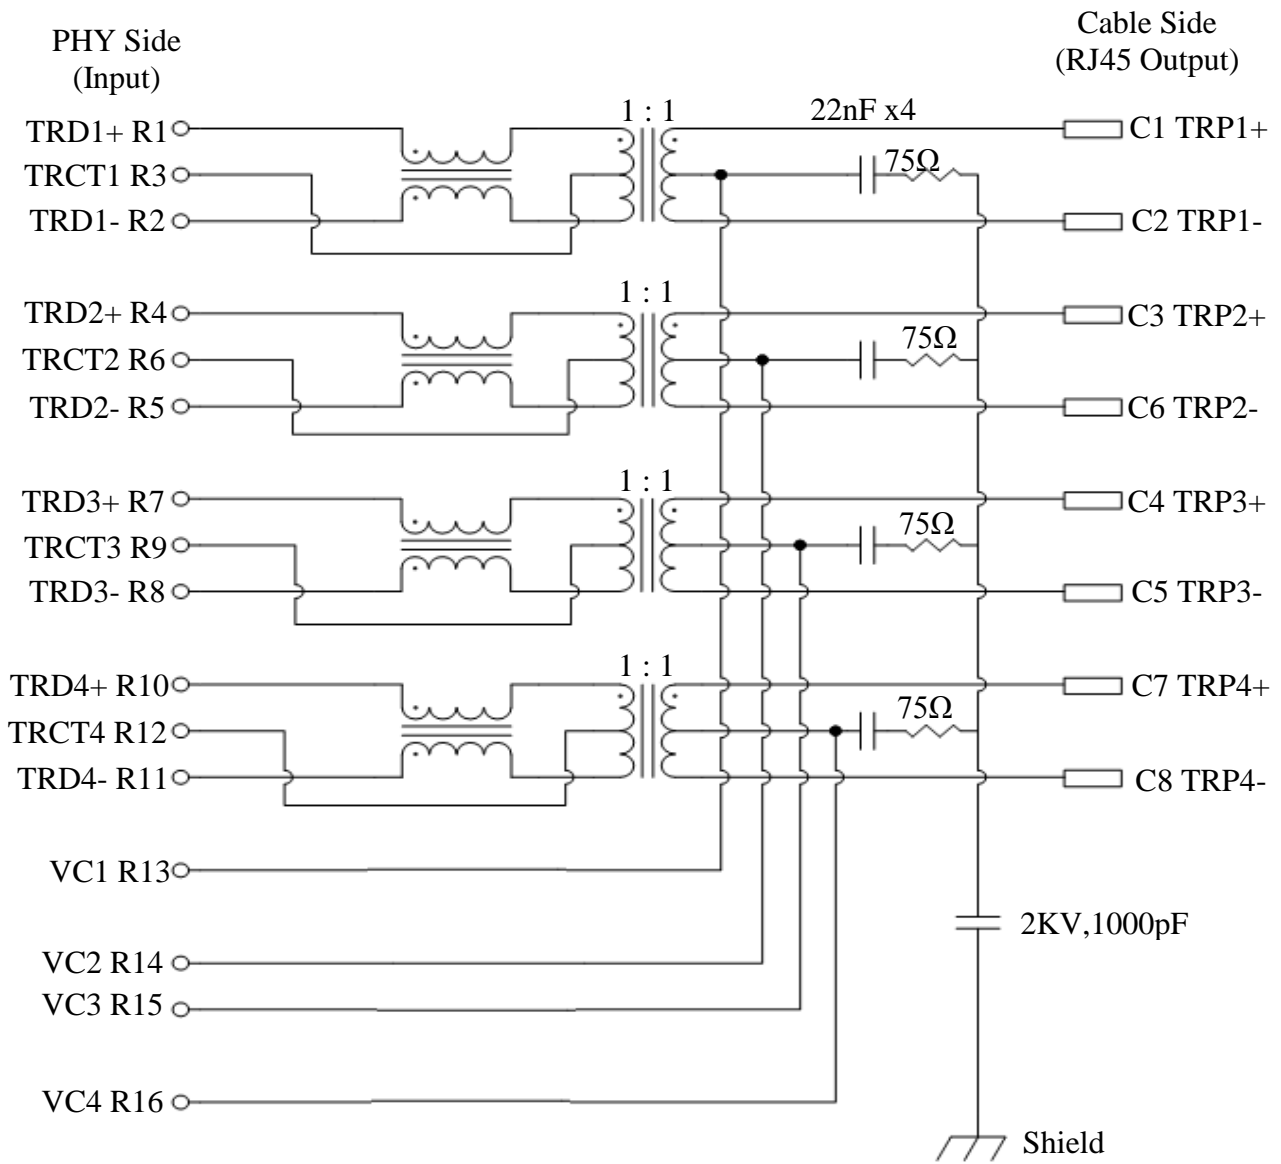 PHY Side
(Input)
Cable Side
(RJ45 Output)
1 : 1
22nF x4
TRD1+ R1
C1 TRP1+
75Ω
TRCT1 R3
TRD1- R2
C2 TRP1-
1 : 1
TRD2+ R4
C3 TRP2+
75Ω
TRCT2 R6
TRD2- R5
C6 TRP2-
1 : 1
TRD3+ R7
C4 TRP3+
75Ω
TRCT3 R9
TRD3- R8
C5 TRP3-
1 : 1
TRD4+ R10
C7 TRP4+
75Ω
TRCT4 R12
TRD4- R11
C8 TRP4-
VC1 R13
2KV,1000pF
VC2 R14
VC3 R15
VC4 R16
Shield